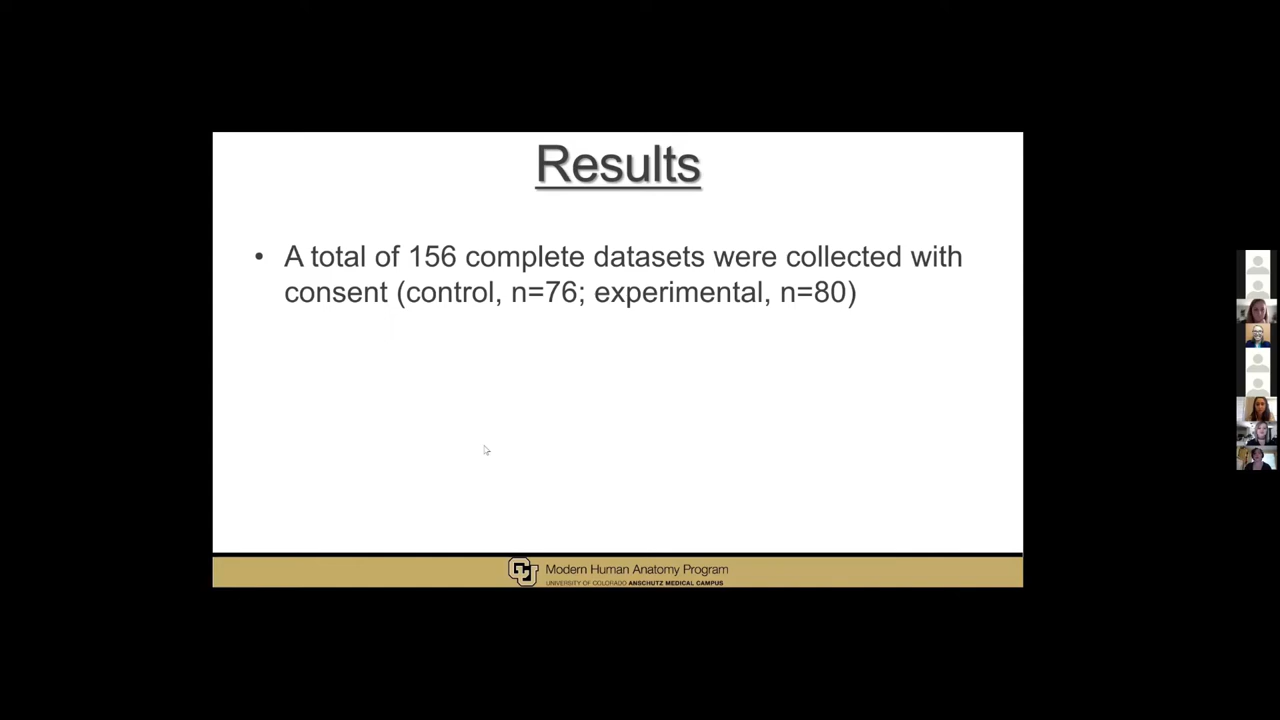 Results
• A total of 156 complete datasets were collected with
consent (control, n=76; experimental, n=80)
CU Modern Human Anatomy Program
UNIVERSITY OF COLORADO ANSCHUTZ MEDICAL CAMPUS